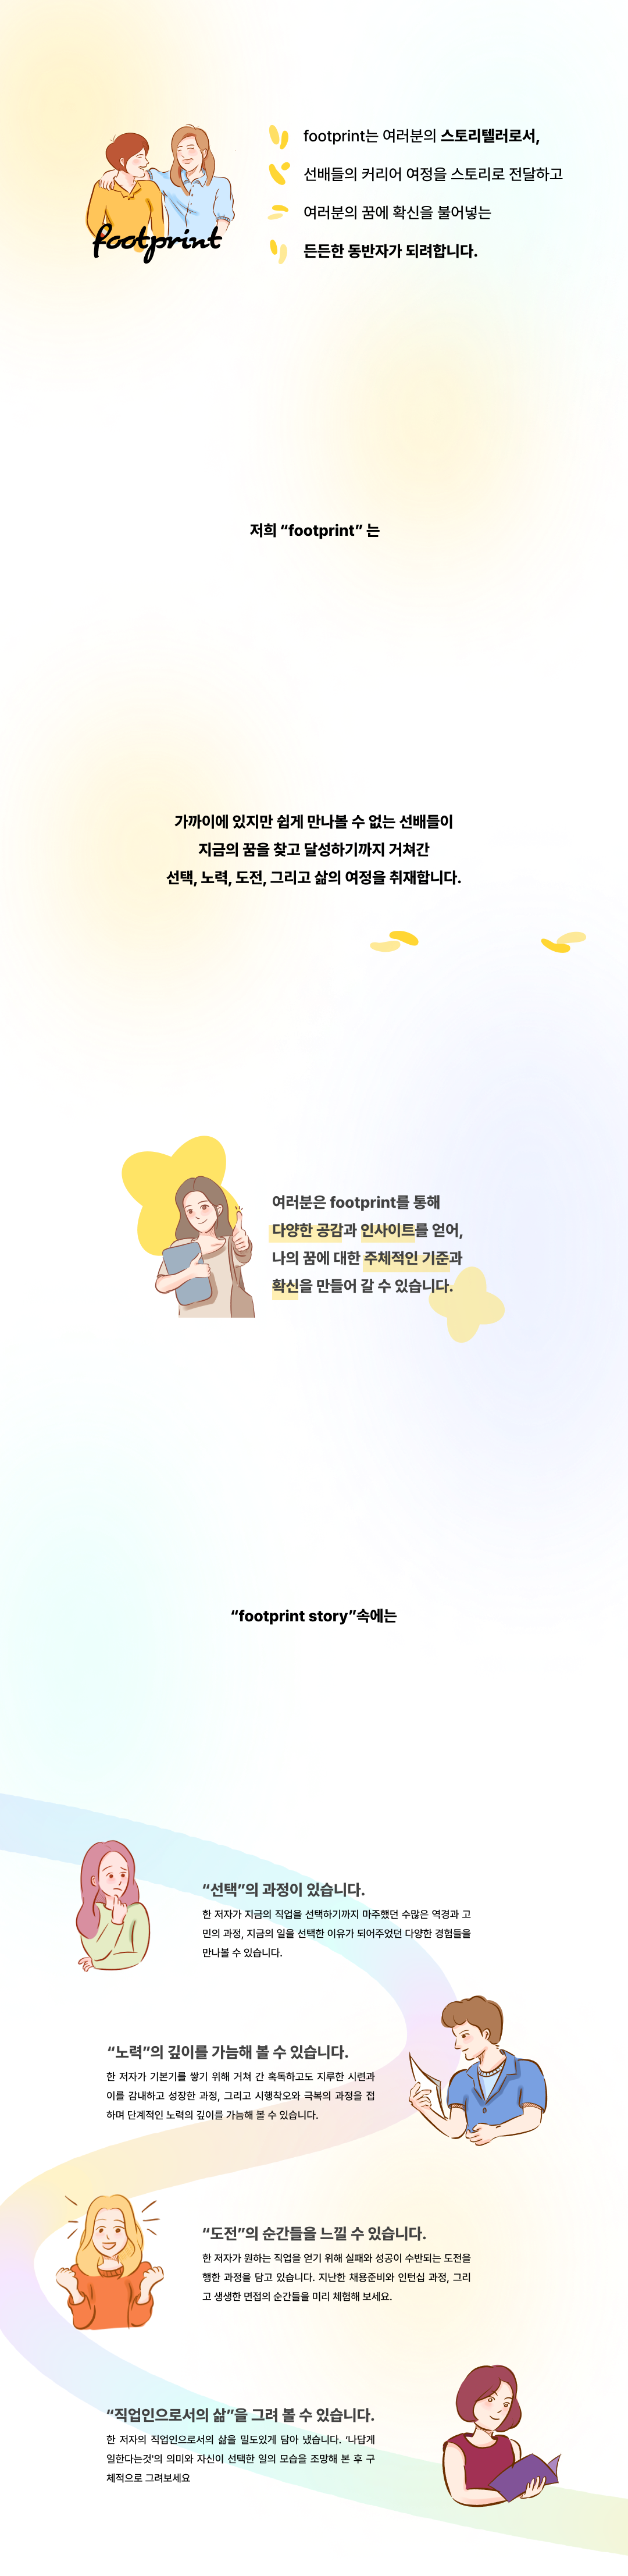 footprint
footprint는 여러분의 스토리텔러로서,
선배들의 커리어 여정을 스토리로 전달하고
여러분의 꿈에 확신을 불어넣는
든든한 동반자가 되려합니다.
저희 “footprint” 는
가까이에 있지만 쉽게 만나볼 수 없는 선배들이
지금의 꿈을 찾고 달성하기까지 거쳐간
선택, 노력, 도전, 그리고 삶의 여정을 취재합니다.
여러분은 footprint를 통해
다양한 공감과 인사이트를 얻어,
나의 꿈에 대한 주체적인 기준과
확신을 만들어 갈 수 있습니다.
“footprint story”속에는
“선택”의 과정이 있습니다.
한 저자가 지금의 직업을 선택하기까지 마주했던 수많은 역경과 고
민의 과정, 지금의 일을 선택한 이유가 되어주었던 다양한 경험들을
만나볼 수 있습니다.
“노력”의 깊이를 가늠해 볼 수 있습니다.
한 저자가 기본기를 쌓기 위해 거쳐 간 혹독하고도 지루한 시련과
이를 감내하고 성장한 과정, 그리고 시행착오와 극복의 과정을 접
하며 단계적인 노력의 깊이를 가늠해 볼 수 있습니다.
“도전”의 순간들을 느낄 수 있습니다.
한 저자가 원하는 직업을 얻기 위해 실패와 성공이 수반되는 도전을
행한 과정을 담고 있습니다. 지난한 채용준비와 인턴십 과정, 그리
고 생생한 면접의 순간들을 미리 체험해 보세요.
“직업인으로서의 삶”을 그려 볼 수 있습니다.
한 저자의 직업인으로서의 삶을 밀도있게 담아 냈습니다. ‘나답게
일한다는것’의 의미와 자신이 선택한 일의 모습을 조망해 본 후 구
체적으로 그려보세요